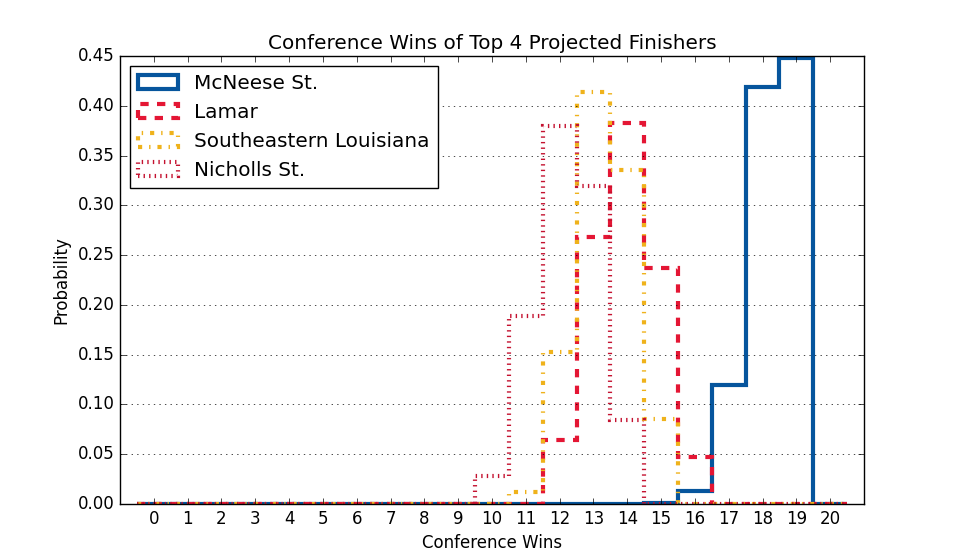 Conference Wins of Top 4 Projected Finishers
McNeese St.
Lamar
Southeastern Louisiana
Nicholls St.
0.45
0.40
0.35
0.30
0.25
0.20
0.15
0.10
0.05
0.00
Probability
0 1 2 3 4 5 6 7 8 9 10 11 12 13 14 15 16 17 18 19 20
Conference Wins